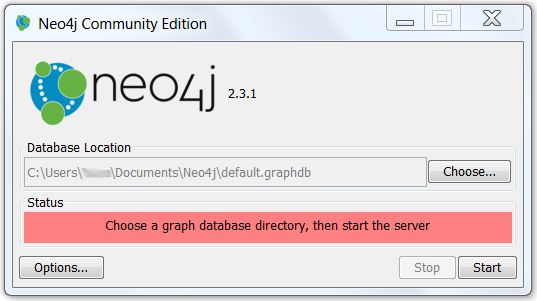 Neo4j Community Edition
neo4j 2.3.1
Database Location
C:\Users\ \Documents\Neo4j\default.graphdb
Choose...
Status
Choose a graph database directory, then start the server
Options...
Stop
Start